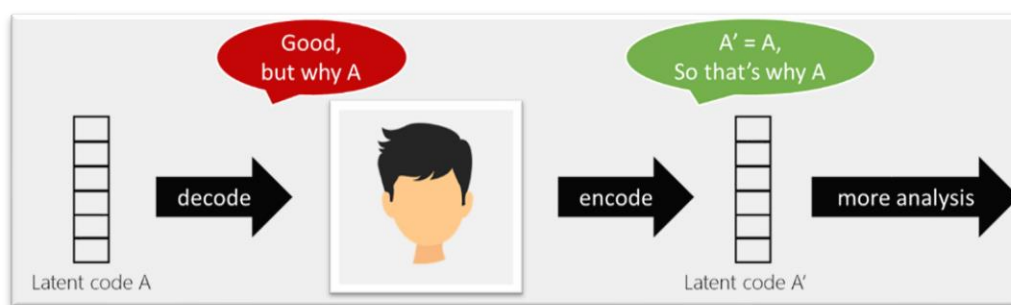 Good,
but why A
A' = A,
So that's why A
decode
encode
more analysis
Latent code A
Latent code A'